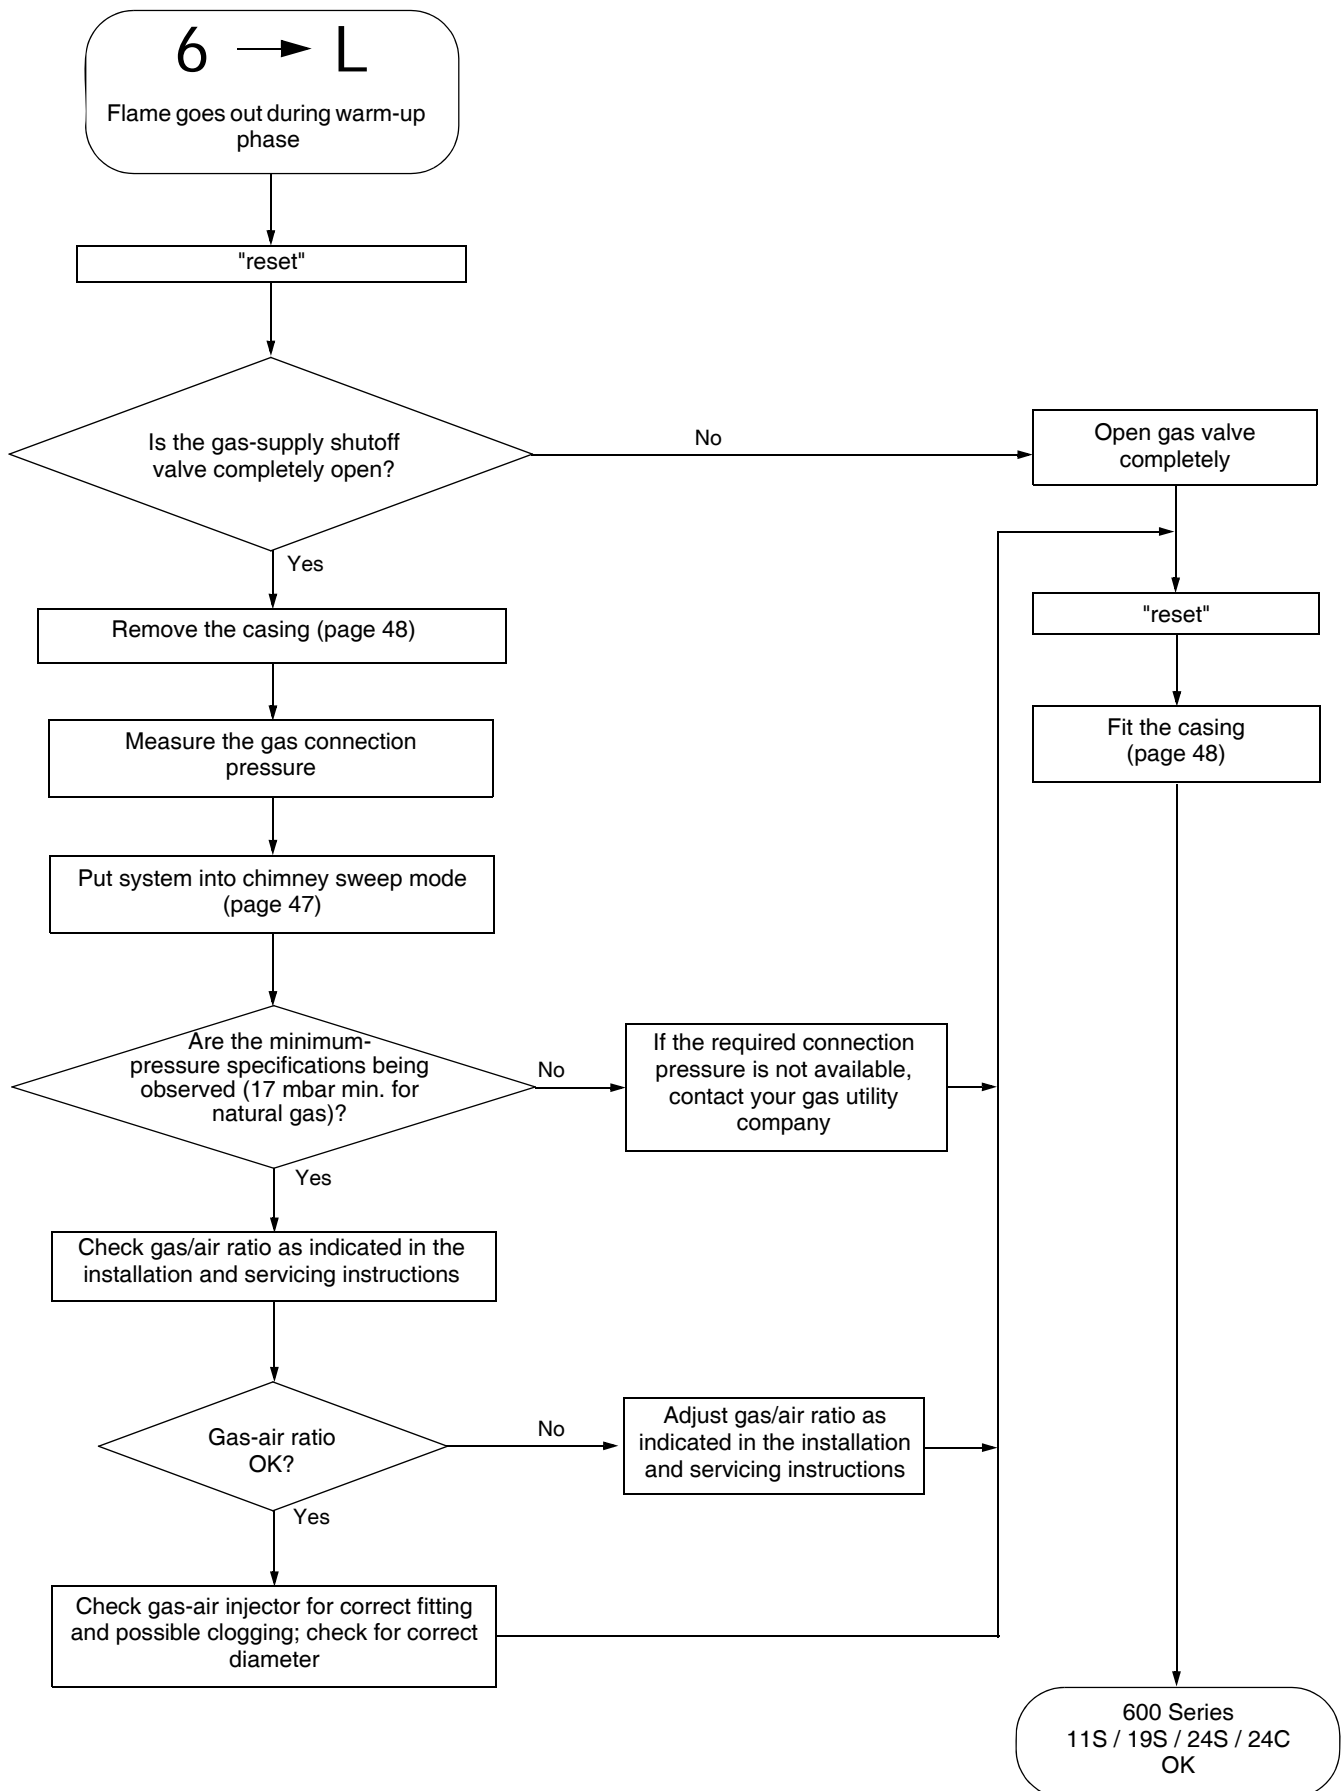 6 → L
Flame goes out during warm-up
phase
"reset"
Is the gas-supply shutoff
valve completely open?
No
Open gas valve
completely
Yes
"reset"
Remove the casing (page 48)
Fit the casing
(page 48)
Measure the gas connection
pressure
Put system into chimney sweep mode
(page 47)
Are the minimum-
pressure specifications being
observed (17 mbar min. for
natural gas)?
No
If the required connection
pressure is not available,
contact your gas utility
company
Yes
Check gas/air ratio as indicated in the
installation and servicing instructions
Gas-air ratio
OK?
No
Adjust gas/air ratio as
indicated in the installation
and servicing instructions
Yes
Check gas-air injector for correct fitting
and possible clogging; check for correct
diameter
600 Series
11S / 19S / 24S / 24C
OK